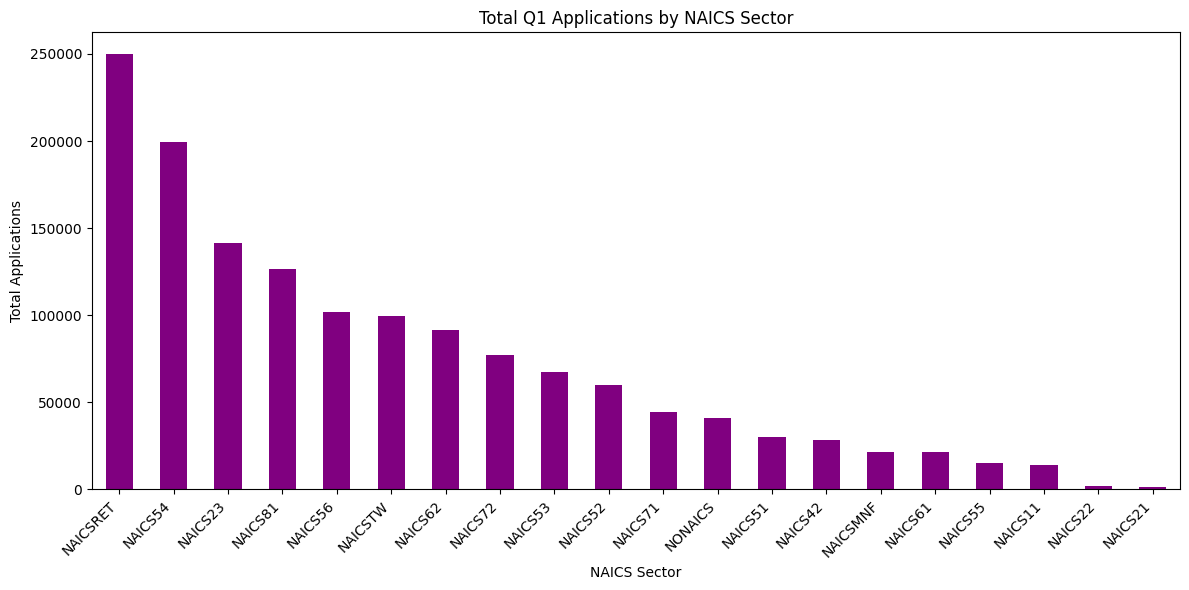 Total Q1 Applications by NAICS Sector
Total Applications
250000
200000
150000
100000
50000
0
NAICSRET
NAICS54
NAICS23
NAICS81
NAICS56
NAICSTW
NAICS62
NAICS72
NAICS53
NAICS52
NAICS71
NONAICS
NAICS51
NAICS42
NAICSMNF
NAICS61
NAICS55
NAICS11
NAICS22
NAICS21
NAICS Sector